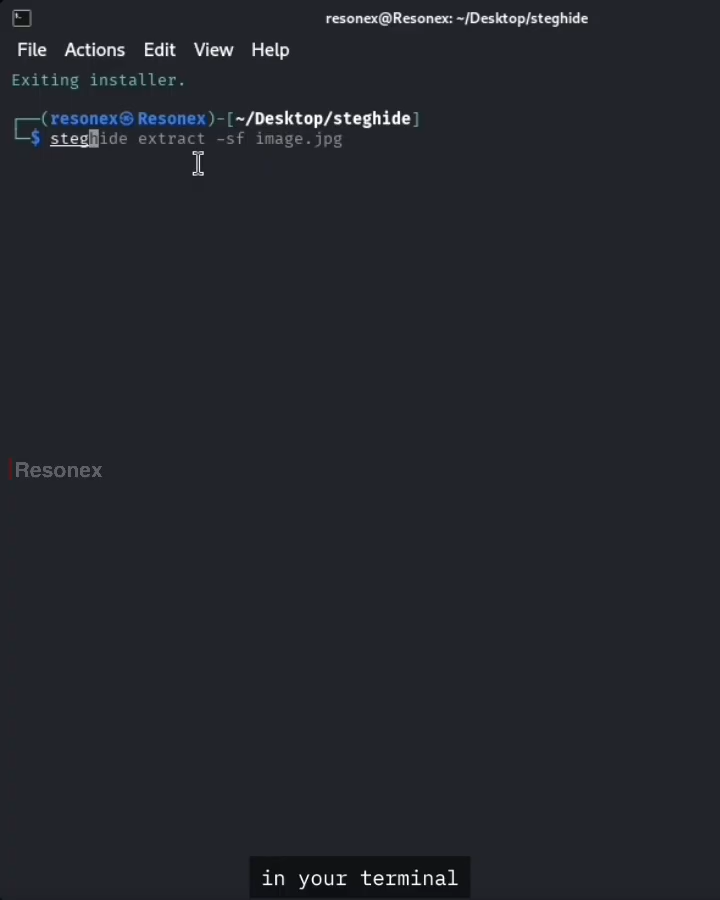 resonex@Resonex: ~/Desktop/steghide
File Actions Edit View Help
Exiting installer.
┌──(resonex㉿Resonex)-[~/Desktop/steghide]
└─$ steghide extract -sf image.jpg
Resonex
in your terminal